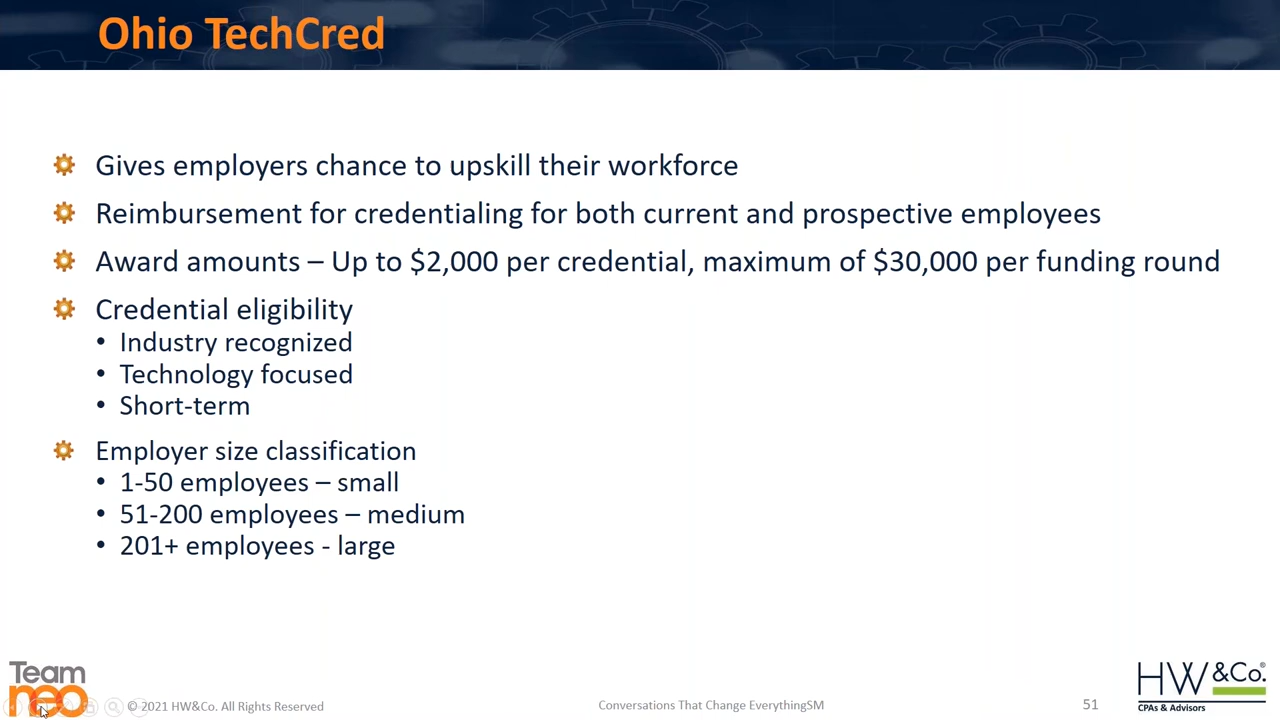 Ohio TechCred
Gives employers chance to upskill their workforce
Reimbursement for credentialing for both current and prospective employees
Award amounts – Up to $2,000 per credential, maximum of $30,000 per funding round
Credential eligibility
• Industry recognized
• Technology focused
• Short-term
Employer size classification
• 1-50 employees – small
• 51-200 employees – medium
• 201+ employees - large
Team
neo
© 2021 HW&Co. All Rights Reserved
Conversations That Change EverythingSM
51
HW&Co.®
CPAs & Advisors